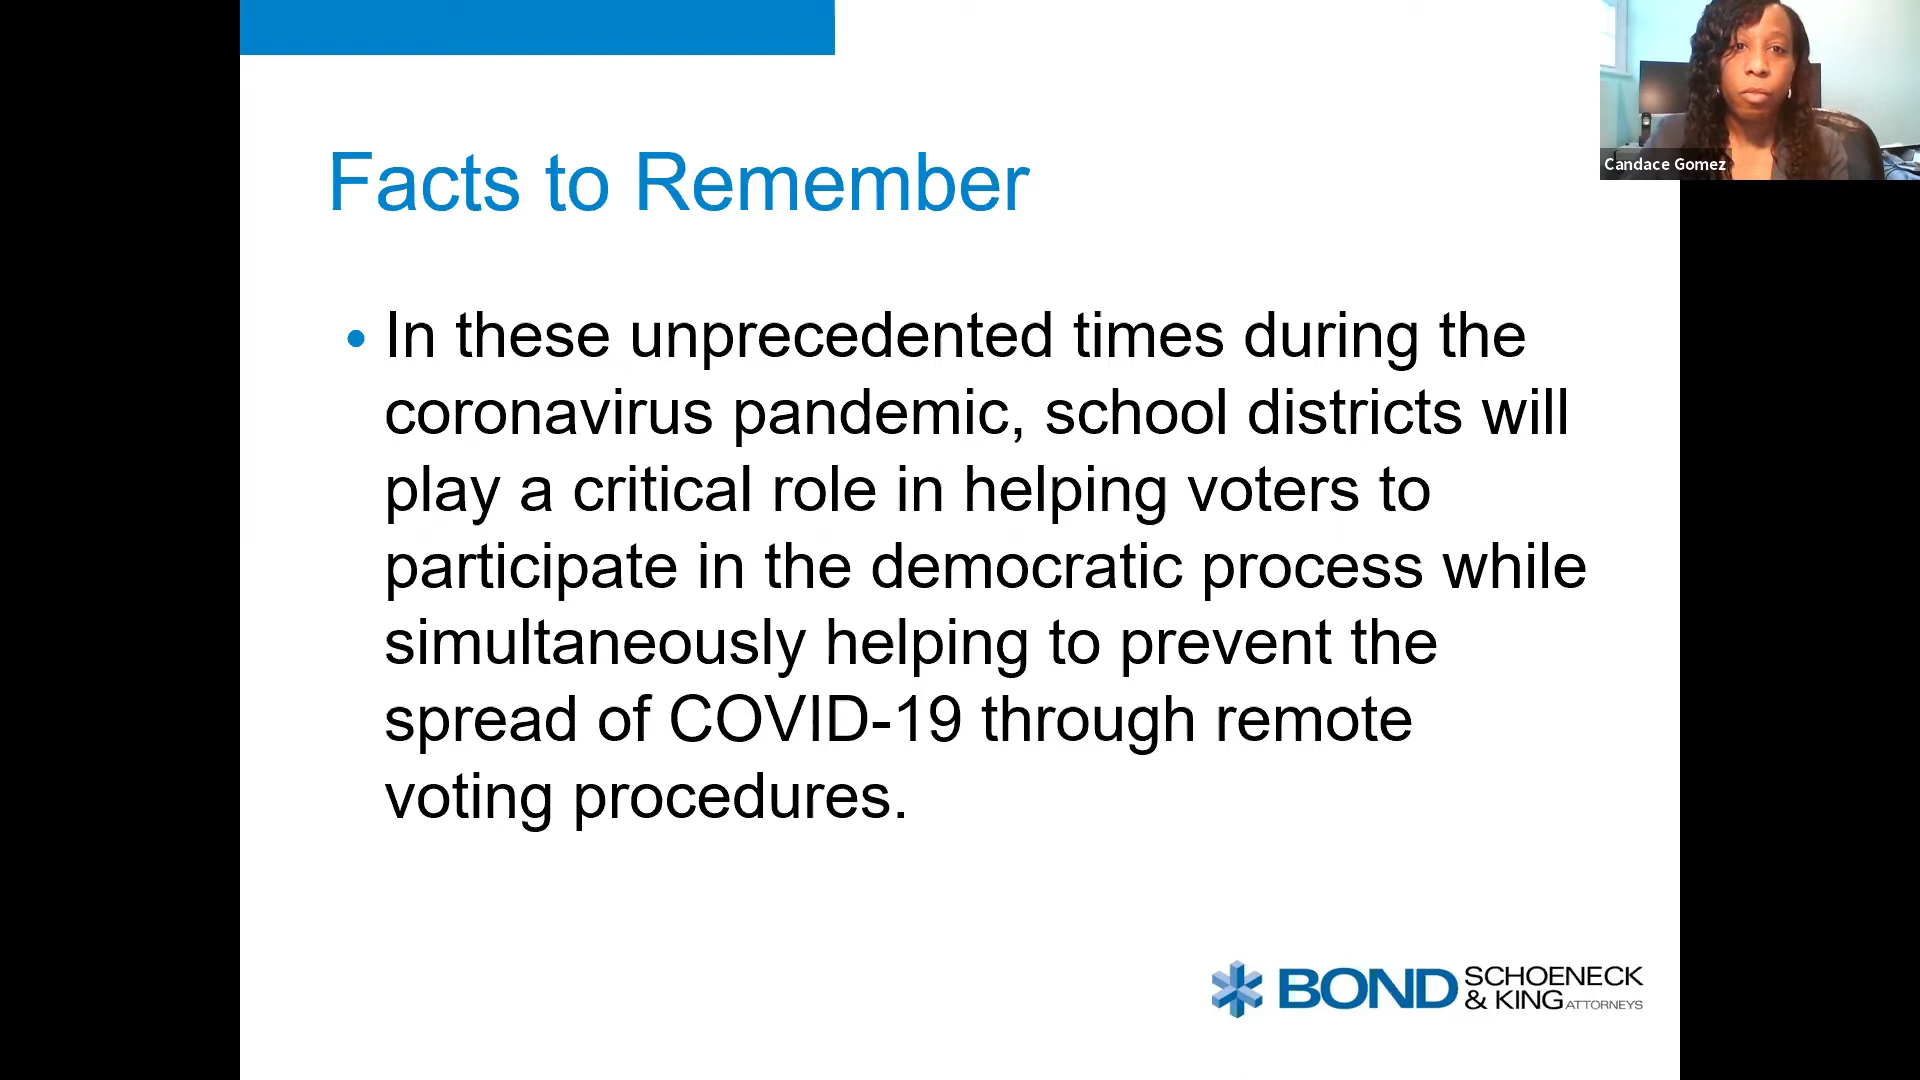 Facts to Remember
• In these unprecedented times during the
coronavirus pandemic, school districts will
play a critical role in helping voters to
participate in the democratic process while
simultaneously helping to prevent the
spread of COVID-19 through remote
voting procedures.
Candace Gomez
BOND SCHOENECK
& KING ATTORNEYS